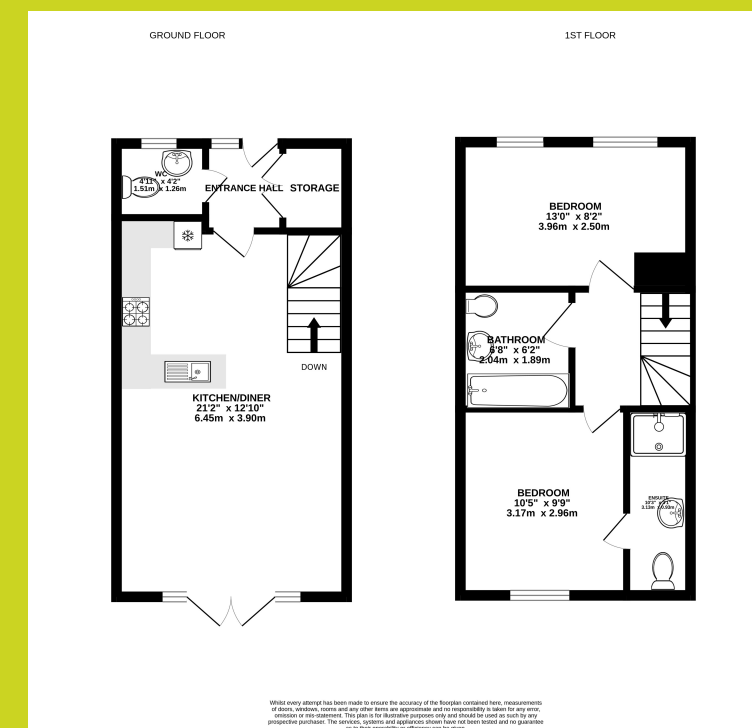 GROUND FLOOR
1ST FLOOR
WC
4'11" x 4'2"
1.51m x 1.26m
ENTRANCE HALL
STORAGE
DOWN
KITCHEN/DINER
21'2" x 12'10"
6.45m x 3.90m
BEDROOM
13'0" x 8'2"
3.96m x 2.50m
BATHROOM
6'8" x 6'2"
2.04m x 1.89m
BEDROOM
10'5" x 9'9"
3.17m x 2.96m
ENSUITE
Whilst every attempt has been made to ensure the accuracy of the floorplan contained here, measurements
of doors, windows, rooms and any other items are approximate and no responsibility is taken for any error,
omission or mis-statement. This plan is for illustrative purposes only and should be used as such by any
prospective purchaser. The services, systems and appliances shown have not been tested and no guarantee